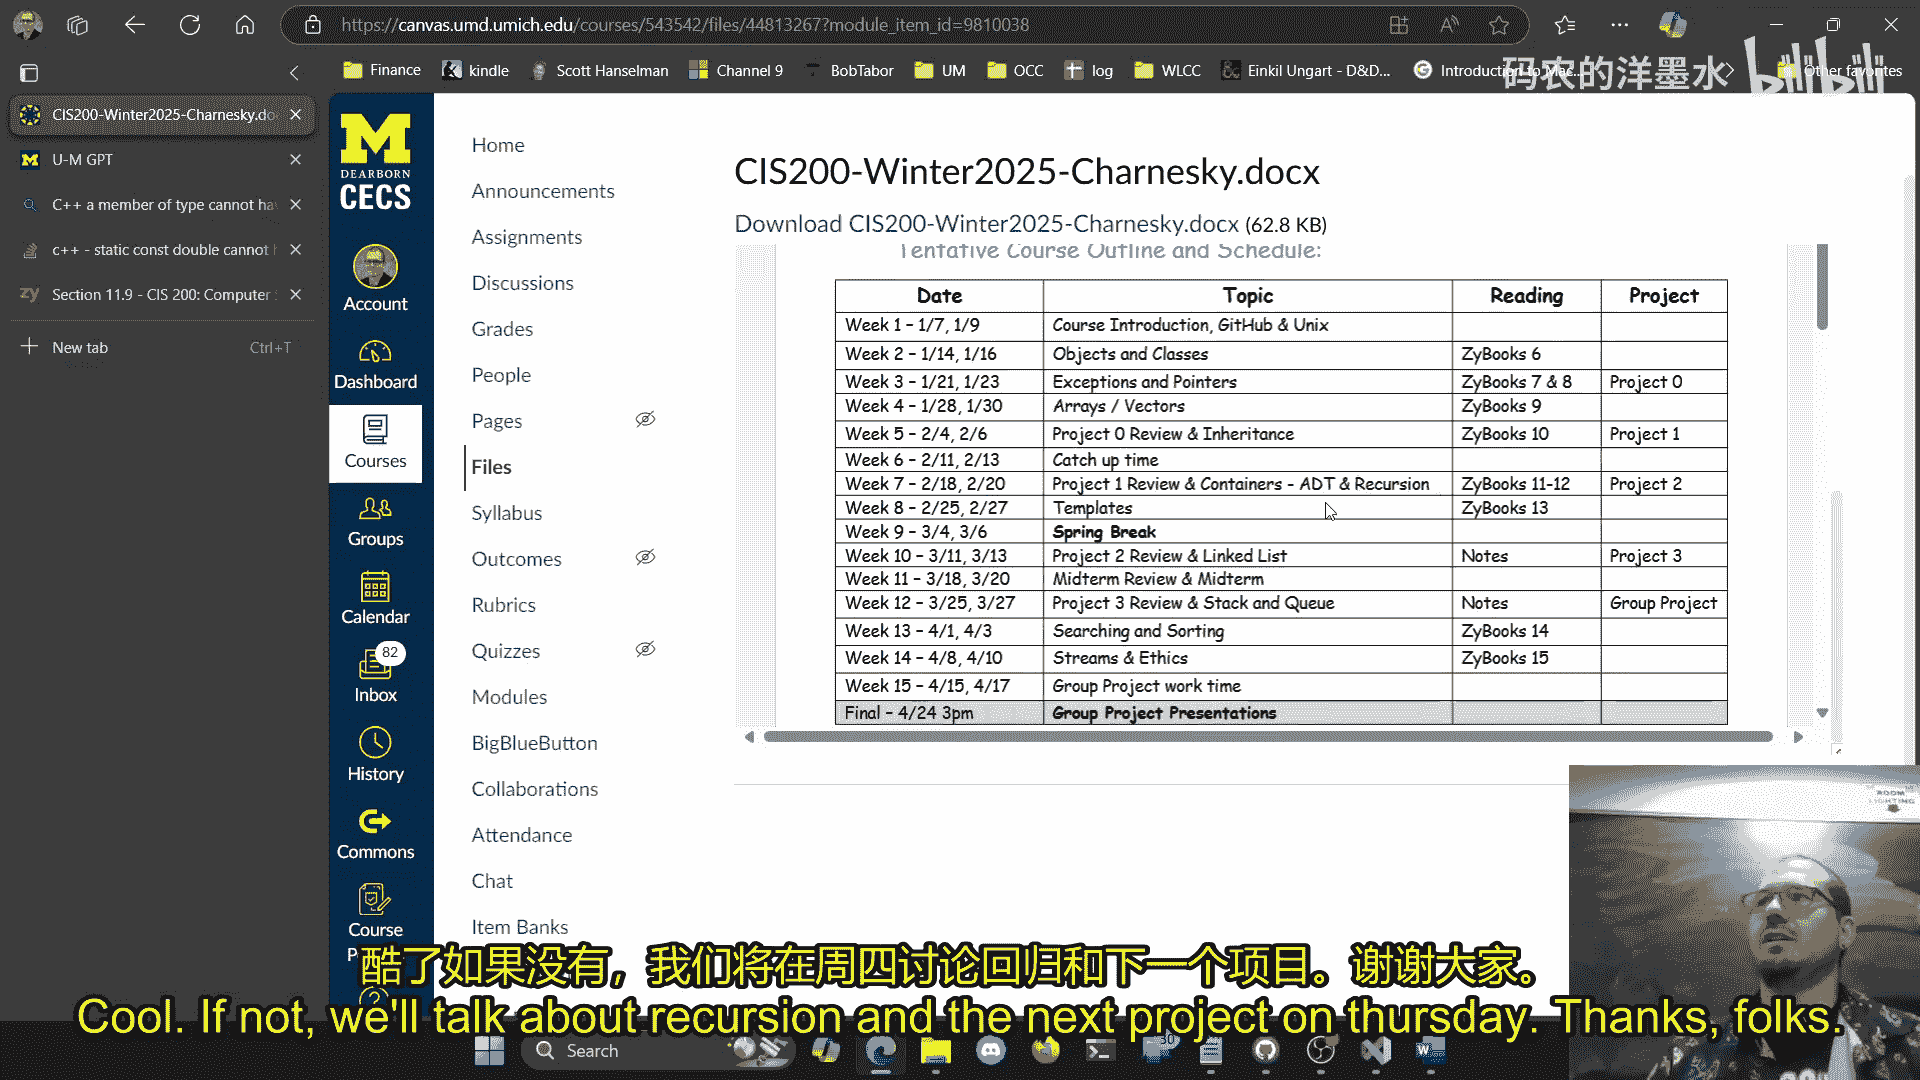 https://canvas.umd.umich.edu/courses/543542/files/44813267?module_item_id=9810038
Finance
kindle
Scott Hanselman
Channel 9
BobTabor
UM
OCC
log
WLCC
Einkil Ungart - D&D...
Introduction to Mac...
Other favorites
码农的洋墨水
bilibili
CIS200-Winter2025-Charnesky.do
U-M GPT
C++ a member of type cannot ha
c++ - static const double cannot h
zy Section 11.9 - CIS 200: Computer S
New tab Ctrl+T
M
DEARBORN
CECS
Account
Dashboard
Courses
Groups
Calendar
82
Inbox
History
Commons
Course
Home
Announcements
Assignments
Discussions
Grades
People
Pages
Files
Syllabus
Outcomes
Rubrics
Quizzes
Modules
BigBlueButton
Collaborations
Attendance
Chat
Item Banks
CIS200-Winter2025-Charnesky.docx
Download CIS200-Winter2025-Charnesky.docx (62.8 KB)
Tentative Course Outline and Schedule:
Date Topic Reading Project
Week 1 – 1/7, 1/9 Course Introduction, GitHub & Unix
Week 2 – 1/14, 1/16 Objects and Classes ZyBooks 6
Week 3 – 1/21, 1/23 Exceptions and Pointers ZyBooks 7 & 8 Project 0
Week 4 – 1/28, 1/30 Arrays / Vectors ZyBooks 9
Week 5 – 2/4, 2/6 Project 0 Review & Inheritance ZyBooks 10 Project 1
Week 6 – 2/11, 2/13 Catch up time
Week 7 – 2/18, 2/20 Project 1 Review & Containers - ADT & Recursion ZyBooks 11-12 Project 2
Week 8 – 2/25, 2/27 Templates ZyBooks 13
Week 9 – 3/4, 3/6 Spring Break
Week 10 – 3/11, 3/13 Project 2 Review & Linked List Notes Project 3
Week 11 – 3/18, 3/20 Midterm Review & Midterm
Week 12 – 3/25, 3/27 Project 3 Review & Stack and Queue Notes Group Project
Week 13 – 4/1, 4/3 Searching and Sorting ZyBooks 14
Week 14 – 4/8, 4/10 Streams & Ethics ZyBooks 15
Week 15 – 4/15, 4/17 Group Project work time
Final – 4/24 3pm Group Project Presentations
ROOM
LIGHTING
酷了如果没有，我们将在周四讨论回归和下一个项目。谢谢大家。
Cool. If not, we'll talk about recursion and the next project on thursday. Thanks, folks.
Search
30